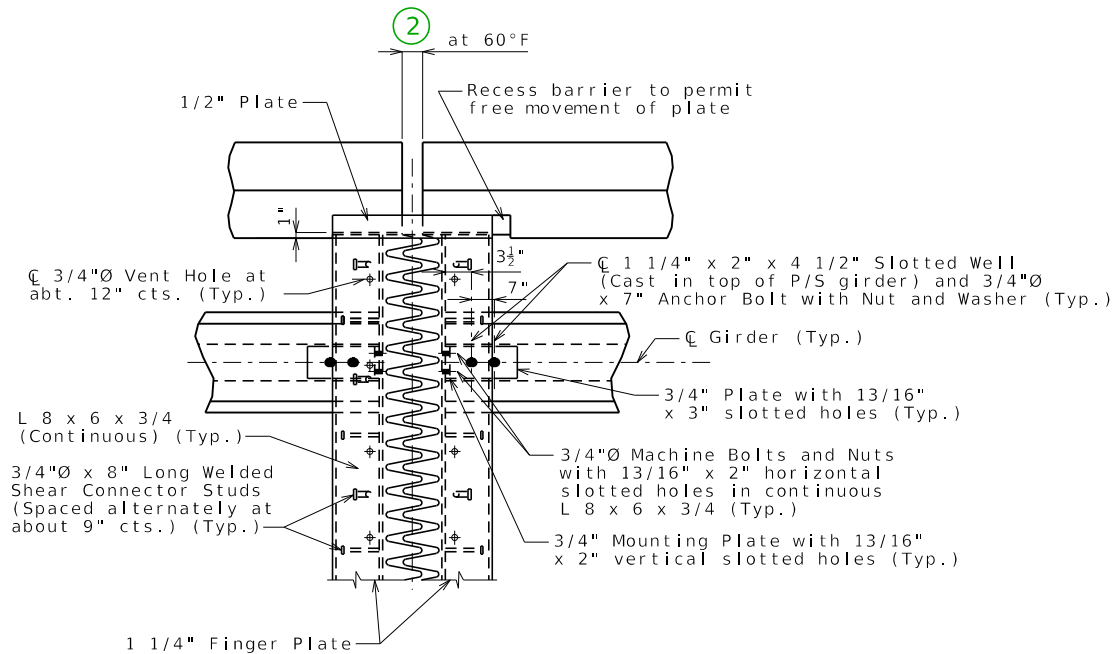 2
at 60°F
1/2" Plate
Recess barrier to permit
free movement of plate
1"
3 1/2"
7"
℄ 3/4"Ø Vent Hole at
abt. 12" cts. (Typ.)
℄ 1 1/4" x 2" x 4 1/2" Slotted Well
(Cast in top of P/S girder) and 3/4"Ø
x 7" Anchor Bolt with Nut and Washer (Typ.)
℄ Girder (Typ.)
3/4" Plate with 13/16"
x 3" slotted holes (Typ.)
L 8 x 6 x 3/4
(Continuous) (Typ.)
3/4"Ø x 8" Long Welded
Shear Connector Studs
(Spaced alternately at
about 9" cts.) (Typ.)
3/4"Ø Machine Bolts and Nuts
with 13/16" x 2" horizontal
slotted holes in continuous
L 8 x 6 x 3/4 (Typ.)
3/4" Mounting Plate with 13/16"
x 2" vertical slotted holes (Typ.)
1 1/4" Finger Plate